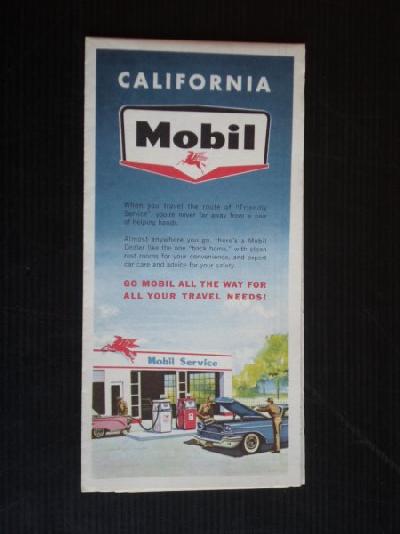 CALIFORNIA
Mobil
When you travel the route of "Friendly
Service" you're never far away from a pair
of helping hands.
Almost anywhere you go, there's a Mobil
Dealer like the one "back home," with clean
rest rooms for your convenience, and expert
car care and advice for your safety.
GO MOBIL ALL THE WAY FOR
ALL YOUR TRAVEL NEEDS!
Mobil Service